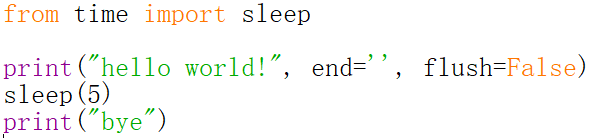 from time import sleep
print("hello world!", end='', flush=False)
sleep(5)
print("bye")